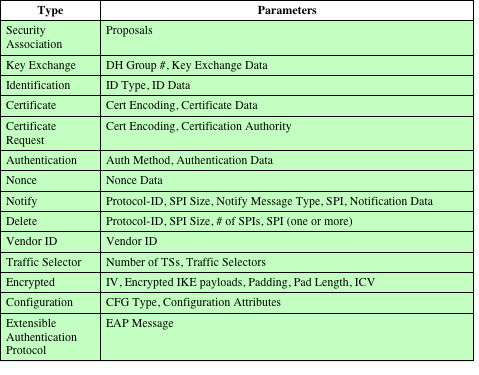 Type Parameters
Security Proposals
Association
Key Exchange DH Group #, Key Exchange Data
Identification ID Type, ID Data
Certificate Cert Encoding, Certificate Data
Certificate Cert Encoding, Certification Authority
Request
Authentication Auth Method, Authentication Data
Nonce Nonce Data
Notify Protocol-ID, SPI Size, Notify Message Type, SPI, Notification Data
Delete Protocol-ID, SPI Size, # of SPIs, SPI (one or more)
Vendor ID Vendor ID
Traffic Selector Number of TSs, Traffic Selectors
Encrypted IV, Encrypted IKE payloads, Padding, Pad Length, ICV
Configuration CFG Type, Configuration Attributes
Extensible EAP Message
Authentication
Protocol